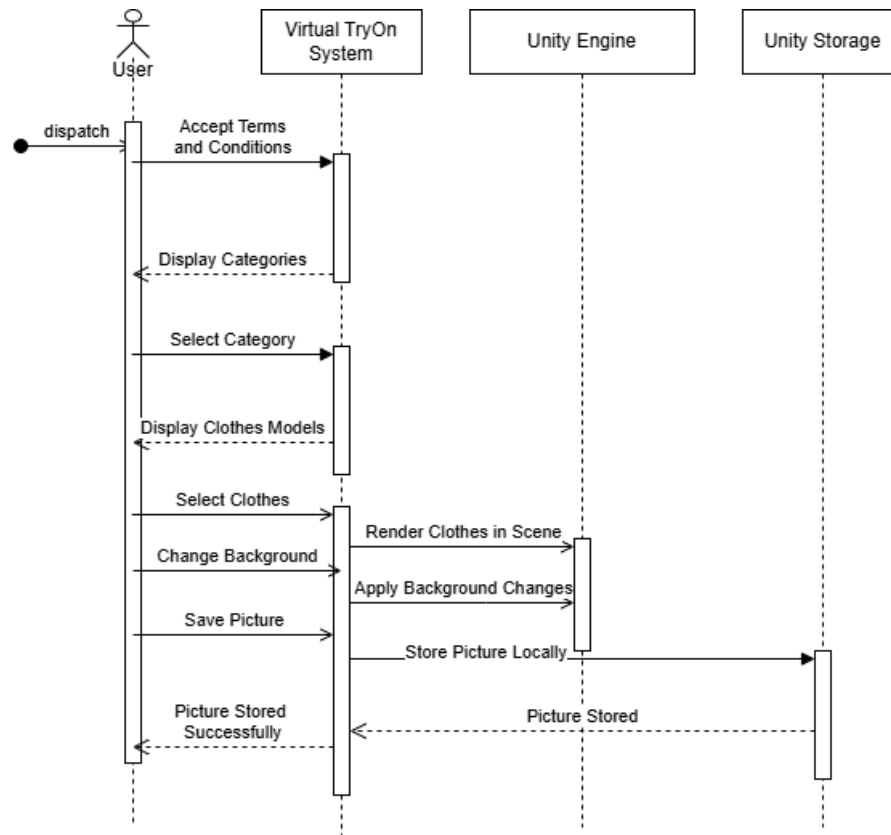 User
Virtual TryOn
System
Unity Engine
Unity Storage
dispatch
Accept Terms
and Conditions
Display Categories
Select Category
Display Clothes Models
Select Clothes
Render Clothes in Scene
Change Background
Apply Background Changes
Save Picture
Store Picture Locally
Picture Stored
Successfully
Picture Stored